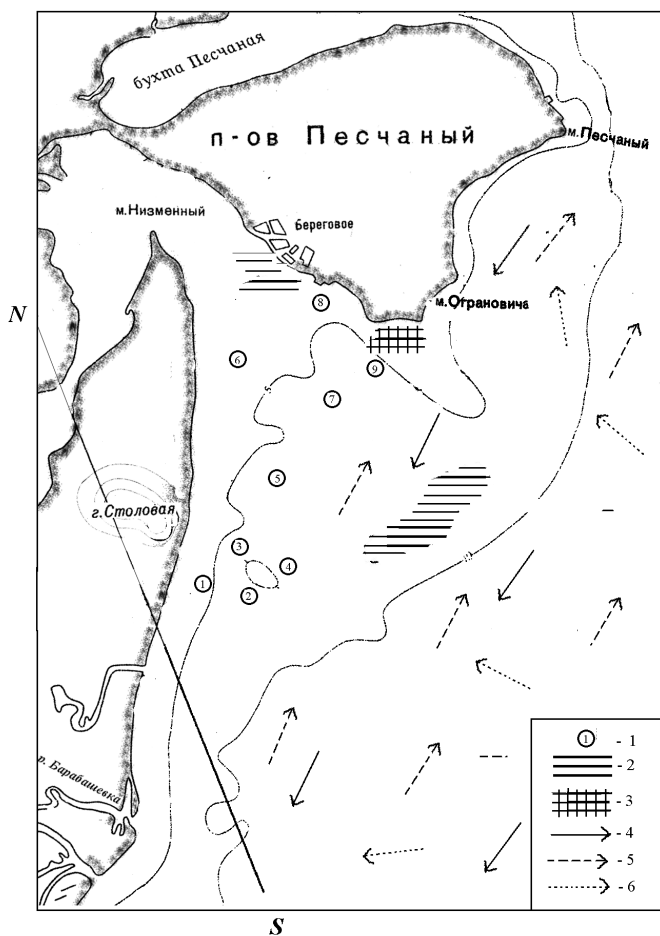 бухта Песчаная
п-ов Песчаный
м. Песчаный
м. Низменный
Береговое
м. Ограновича
N
8
9
6
7
5
г. Столовая
3
4
1
2
р. Барабашевка
1 - 1
- 2
- 3
- 4
- 5
- 6
S